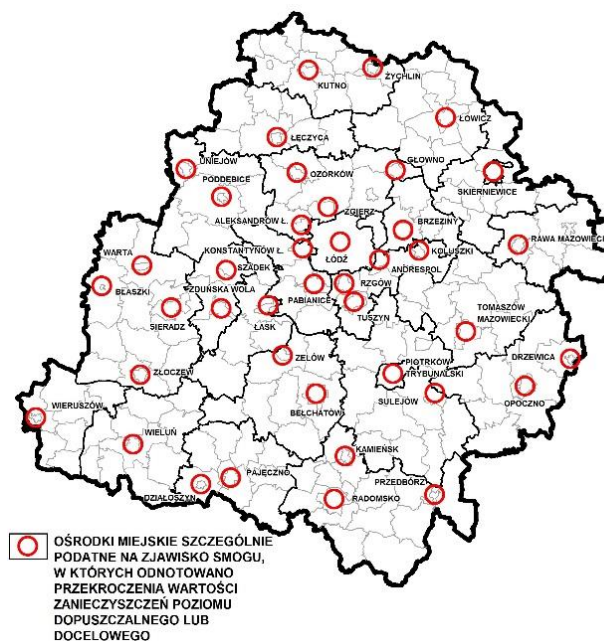 KUTNO
ŻYCHLIN
ŁOWICZ
ŁĘCZYCA
UNIEJÓW
GŁOWNO
PODDĘBICE
OZORKÓW
SKIERNIEWICE
ZGIERZ
ALEKSANDRÓW Ł.
BRZEZINY
RAWA MAZOWIECKA
KONSTANTYNÓW Ł.
ŁÓDŹ
KOLUSZKI
WARTA
SZADEK
ANDRESPOL
BŁASZKI
ZDUŃSKA WOLA
PABIANICE
RZGÓW
SIERADZ
ŁASK
TUSZYN
TOMASZÓW
MAZOWIECKI
ZELÓW
PIOTRKÓW
TRYBUNALSKI
DRZEWICA
ZŁOCZEW
BEŁCHATÓW
SULEJÓW
OPOCZNO
WIERUSZÓW
WIELUŃ
KAMIEŃSK
PAJĘCZNO
PRZEDBÓRZ
DZIAŁOSZYN
RADOMSKO
OŚRODKI MIEJSKIE SZCZEGÓLNIE
PODATNE NA ZJAWISKO SMOGU,
W KTÓRYCH ODNOTOWANO
PRZEKROCZENIA WARTOŚCI
ZANIECZYSZCZEŃ POZIOMU
DOPUSZCZALNEGO LUB
DOCELOWEGO